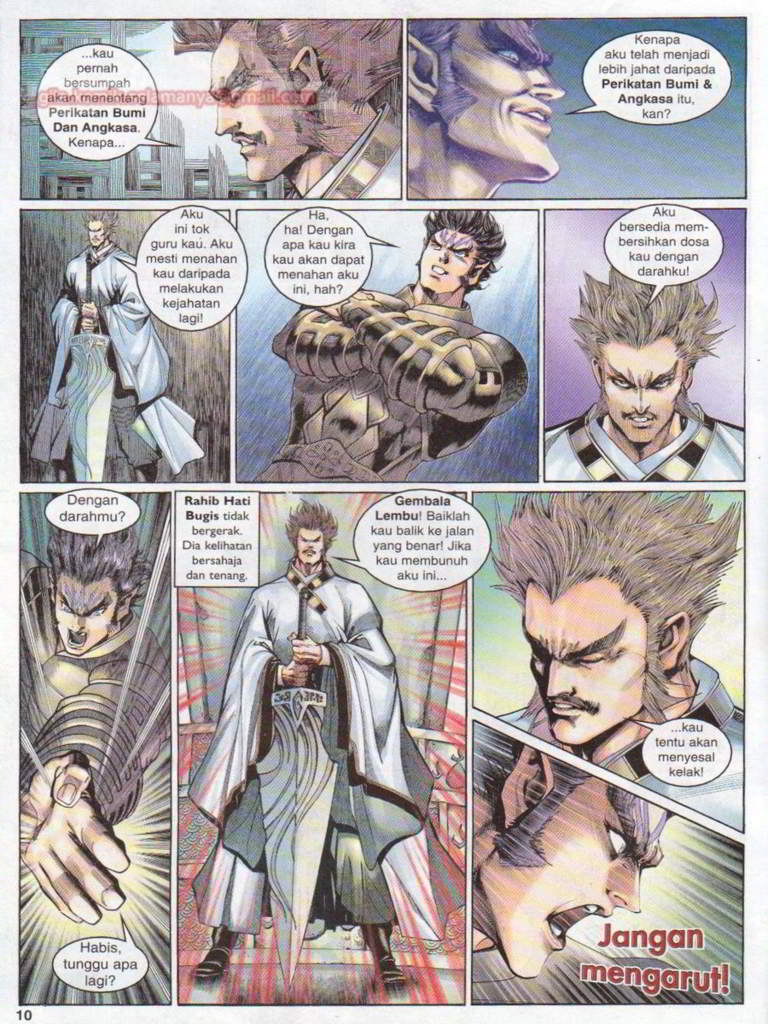 ...kau
pernah
bersumpah
akan menentang
Perikatan Bumi
Dan Angkasa.
Kenapa...
Kenapa
aku telah menjadi
lebih jahat daripada
Perikatan Bumi &
Angkasa itu,
kan?
Aku
ini tok
guru kau. Aku
mesti menahan
kau daripada
melakukan
kejahatan
lagi!
Ha,
ha! Dengan
apa kau kira
kau akan dapat
menahan aku
ini, hah?
Aku
bersedia mem-
bersihkan dosa
kau dengan
darahku!
Dengan
darahmu?
Habis,
tunggu apa
lagi?
Rahib Hati
Bugis tidak
bergerak.
Dia kelihatan
bersahaja
dan tenang.
Gembala
Lembu! Baiklah
kau balik ke jalan
yang benar! Jika
kau membunuh
aku ini...
...kau
tentu akan
menyesal
kelak!
Jangan
mengarut!
10